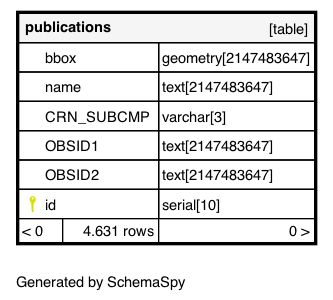 publications [table]
bbox geometry[2147483647]
name text[2147483647]
CRN_SUBCMP varchar[3]
OBSID1 text[2147483647]
OBSID2 text[2147483647]
id serial[10]
< 0 4.631 rows 0 >
Generated by SchemaSpy